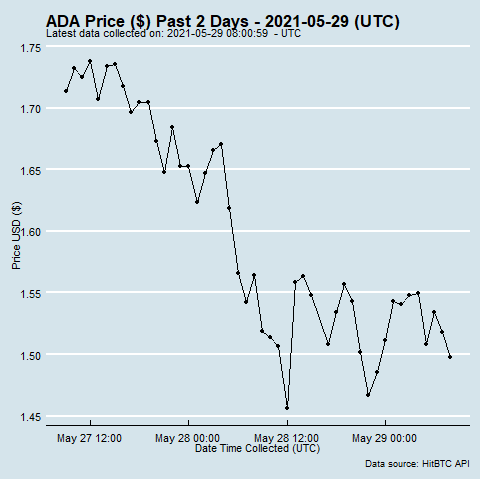 ADA Price ($) Past 2 Days - 2021-05-29 (UTC)
Latest data collected on: 2021-05-29 08:00:59 - UTC
1.75
1.70
1.65
1.60
1.55
1.50
1.45
Price USD ($)
May 27 12:00
May 28 00:00
May 28 12:00
May 29 00:00
Date Time Collected (UTC)
Data source: HitBTC API